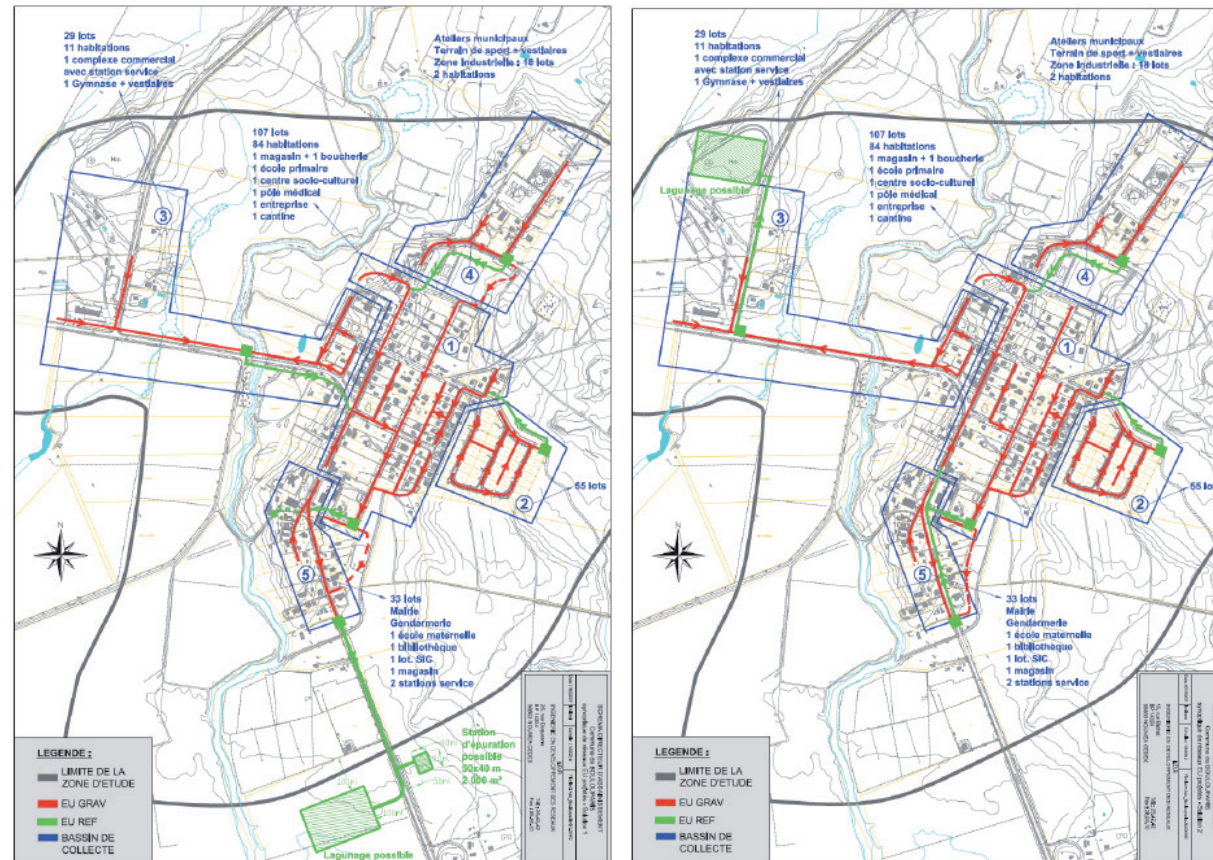 29 lots
11 habitations
1 complexe commercial
avec station service
1 Gymnase + vestiaires
Ateliers municipaux
Terrain de sport + vestiaires
Zone Industrielle : 18 lots
2 habitations
107 lots
84 habitations
1 magasin + 1 boucherie
1 école primaire
1 centre socio-culturel
1 pôle médical
1 entreprise
1 cantine
3
4
1
2
55 lots
N
5
33 lots
Mairie
Gendarmerie
1 école maternelle
1 bibliothèque
1 lot. SIC
1 magasin
2 stations service
Station
d'épuration
possible
50x40 m
2 000 m²
Lagunage possible
LEGENDE :
LIMITE DE LA
ZONE D'ETUDE
EU GRAV
EU REF
BASSIN DE
COLLECTE
SCHEMA DIRECTEUR D'ASSAINISSEMENT
Commune de BOULOUPARIS
29 lots
11 habitations
1 complexe commercial
avec station service
1 Gymnase + vestiaires
Ateliers municipaux
Terrain de sport + vestiaires
Zone Industrielle : 18 lots
2 habitations
107 lots
84 habitations
1 magasin + 1 boucherie
1 école primaire
1 centre socio-culturel
1 pôle médical
1 entreprise
1 cantine
Lagunage possible
3
4
1
2
55 lots
N
5
33 lots
Mairie
Gendarmerie
1 école maternelle
1 bibliothèque
1 lot. SIC
1 magasin
2 stations service
LEGENDE :
LIMITE DE LA
ZONE D'ETUDE
EU GRAV
EU REF
BASSIN DE
COLLECTE
Commune de BOULOUPARIS